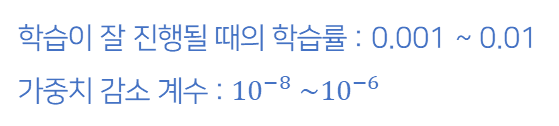 학습이 잘 진행될 때의 학습률 : 0.001 ~ 0.01
가중치 감소 계수 : 10⁻⁸ ~10⁻⁶